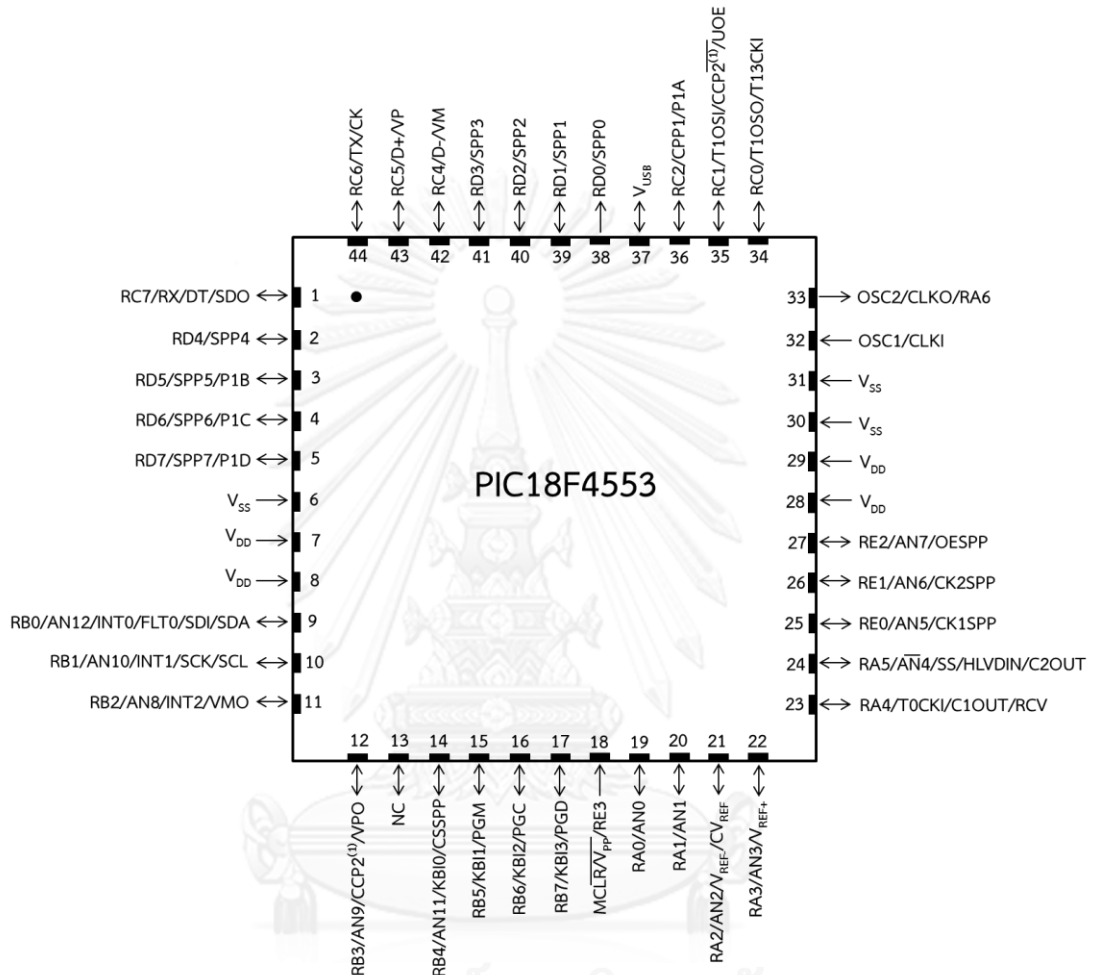 RC6/TX/CK
RC5/D+/VP
RC4/D-/VM
RD3/SPP3
RD2/SPP2
RD1/SPP1
RD0/SPP0
VUSB
RC2/CPP1/P1A
RC1/T1OSI/CCP2(1)/UOE
RC0/T1OSO/T13CKI
44 43 42 41 40 39 38 37 36 35 34
RC7/RX/DT/SDO 1
RD4/SPP4 2
RD5/SPP5/P1B 3
RD6/SPP6/P1C 4
RD7/SPP7/P1D 5
VSS 6
VDD 7
VDD 8
RB0/AN12/INT0/FLT0/SDI/SDA 9
RB1/AN10/INT1/SCK/SCL 10
RB2/AN8/INT2/VMO 11
PIC18F4553
33 OSC2/CLKO/RA6
32 OSC1/CLKI
31 VSS
30 VSS
29 VDD
28 VDD
27 RE2/AN7/OESPP
26 RE1/AN6/CK2SPP
25 RE0/AN5/CK1SPP
24 RA5/AN4/SS/HLVDIN/C2OUT
23 RA4/T0CKI/C1OUT/RCV
12 13 14 15 16 17 18 19 20 21 22
RB3/AN9/CCP2(1)/VPO
NC
RB4/AN11/KBI0/CSSPP
RB5/KBI1/PGM
RB6/KBI2/PGC
RB7/KBI3/PGD
MCLR/VPP/RE3
RA0/AN0
RA1/AN1
RA2/AN2/VREF-/CVREF
RA3/AN3/VREF+